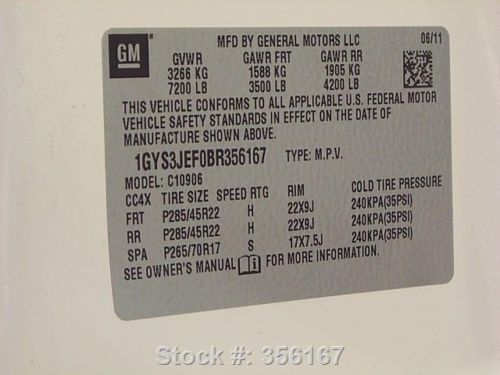 GM
MFD BY GENERAL MOTORS LLC 06/11
GVWR GAWR FRT GAWR RR
3266 KG 1588 KG 1905 KG
7200 LB 3500 LB 4200 LB
THIS VEHICLE CONFORMS TO ALL APPLICABLE U.S. FEDERAL MOTOR
VEHICLE SAFETY STANDARDS IN EFFECT ON THE DATE OF
MANUFACTURE SHOWN ABOVE.
1GYS3JEF0BR356167 TYPE: M.P.V.
MODEL: C10906
CC4X TIRE SIZE SPEED RTG RIM COLD TIRE PRESSURE
FRT P285/45R22 H 22X9J 240KPA(35PSI)
RR P285/45R22 H 22X9J 240KPA(35PSI)
SPA P265/70R17 S 17X7.5J 240KPA(35PSI)
SEE OWNER'S MANUAL FOR MORE INFORMATION.
Stock #: 356167